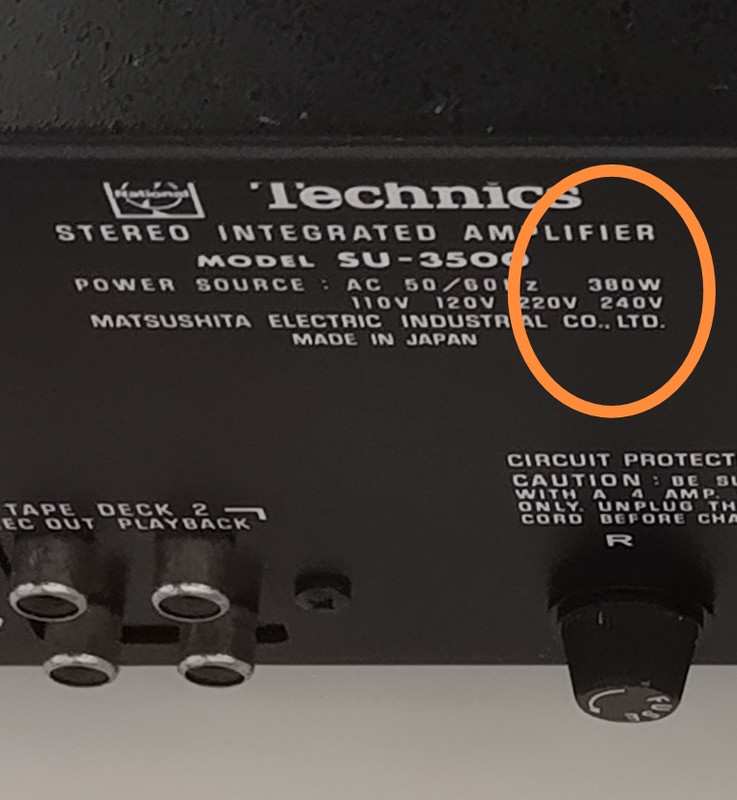 National Technics
STEREO INTEGRATED AMPLIFIER
MODEL SU-3500
POWER SOURCE : AC 50/60Hz 380W
110V 120V 220V 240V
MATSUSHITA ELECTRIC INDUSTRIAL CO., LTD.
MADE IN JAPAN
CIRCUIT PROTECT
CAUTION : BE SU
WITH A 4 AMP.
ONLY. UNPLUG TH
CORD BEFORE CHA
R
TAPE DECK 2
EC OUT PLAYBACK
FUSE